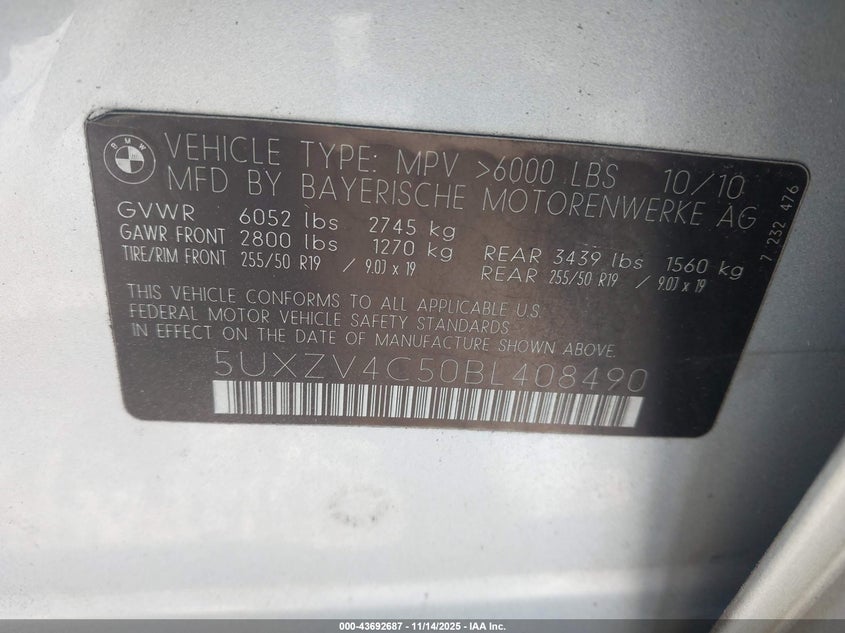 BMW
VEHICLE TYPE: MPV >6000 LBS 10/10
MFD BY BAYERISCHE MOTORENWERKE AG
GVWR 6052 lbs 2745 kg
GAWR FRONT 2800 lbs 1270 kg REAR 3439 lbs 1560 kg
TIRE/RIM FRONT 255/50 R19 / 9.0J x 19 REAR 255/50 R19 / 9.0J x 19
THIS VEHICLE CONFORMS TO ALL APPLICABLE U.S.
FEDERAL MOTOR VEHICLE SAFETY STANDARDS
IN EFFECT ON THE DATE OF MANUFACTURE SHOWN ABOVE.
5UXZV4C50BL408490
7 232 476
000-43692687 - 11/14/2025 - IAA Inc.